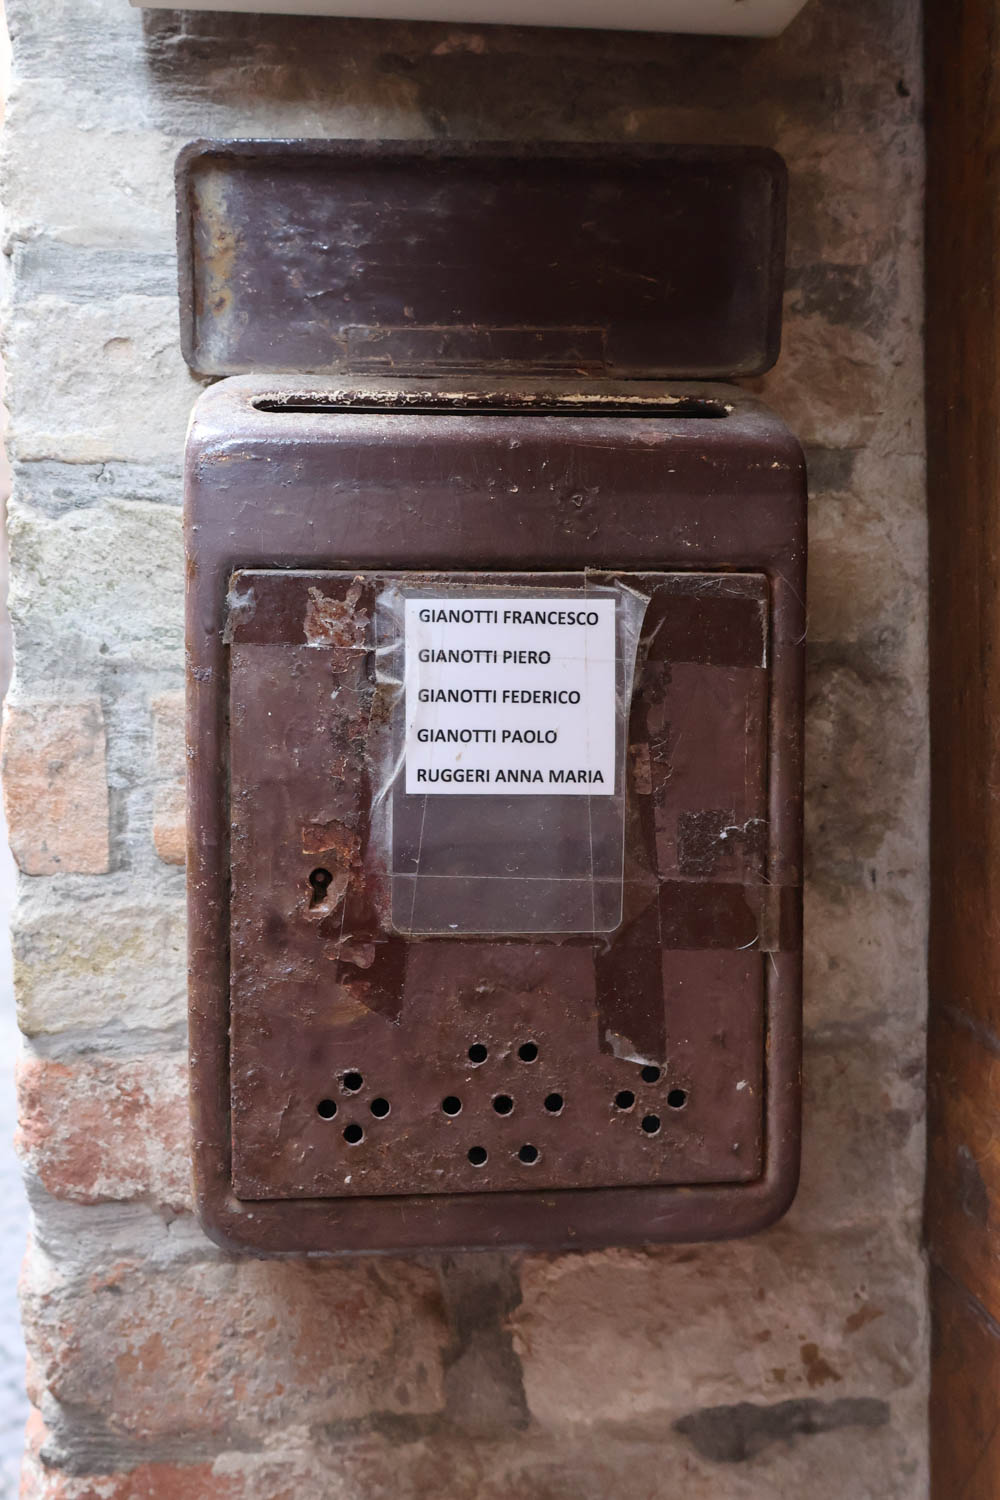 GIANOTTI FRANCESCO
GIANOTTI PIERO
GIANOTTI FEDERICO
GIANOTTI PAOLO
RUGGERI ANNA MARIA